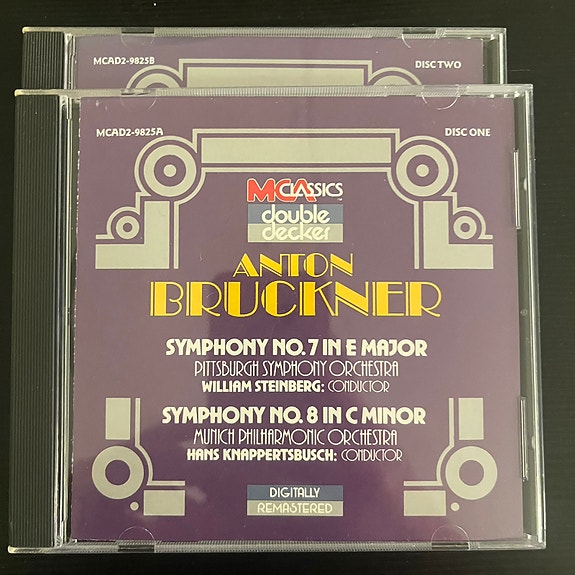 MCAD2-9825B DISC TWO
MCAD2-9825A DISC ONE
MCA CLASSICS TM
double
decker
ANTON
BRUCKNER
SYMPHONY NO. 7 IN E MAJOR
PITTSBURGH SYMPHONY ORCHESTRA
WILLIAM STEINBERG: CONDUCTOR
SYMPHONY NO. 8 IN C MINOR
MUNICH PHILHARMONIC ORCHESTRA
HANS KNAPPERTSBUSCH: CONDUCTOR
DIGITALLY
REMASTERED